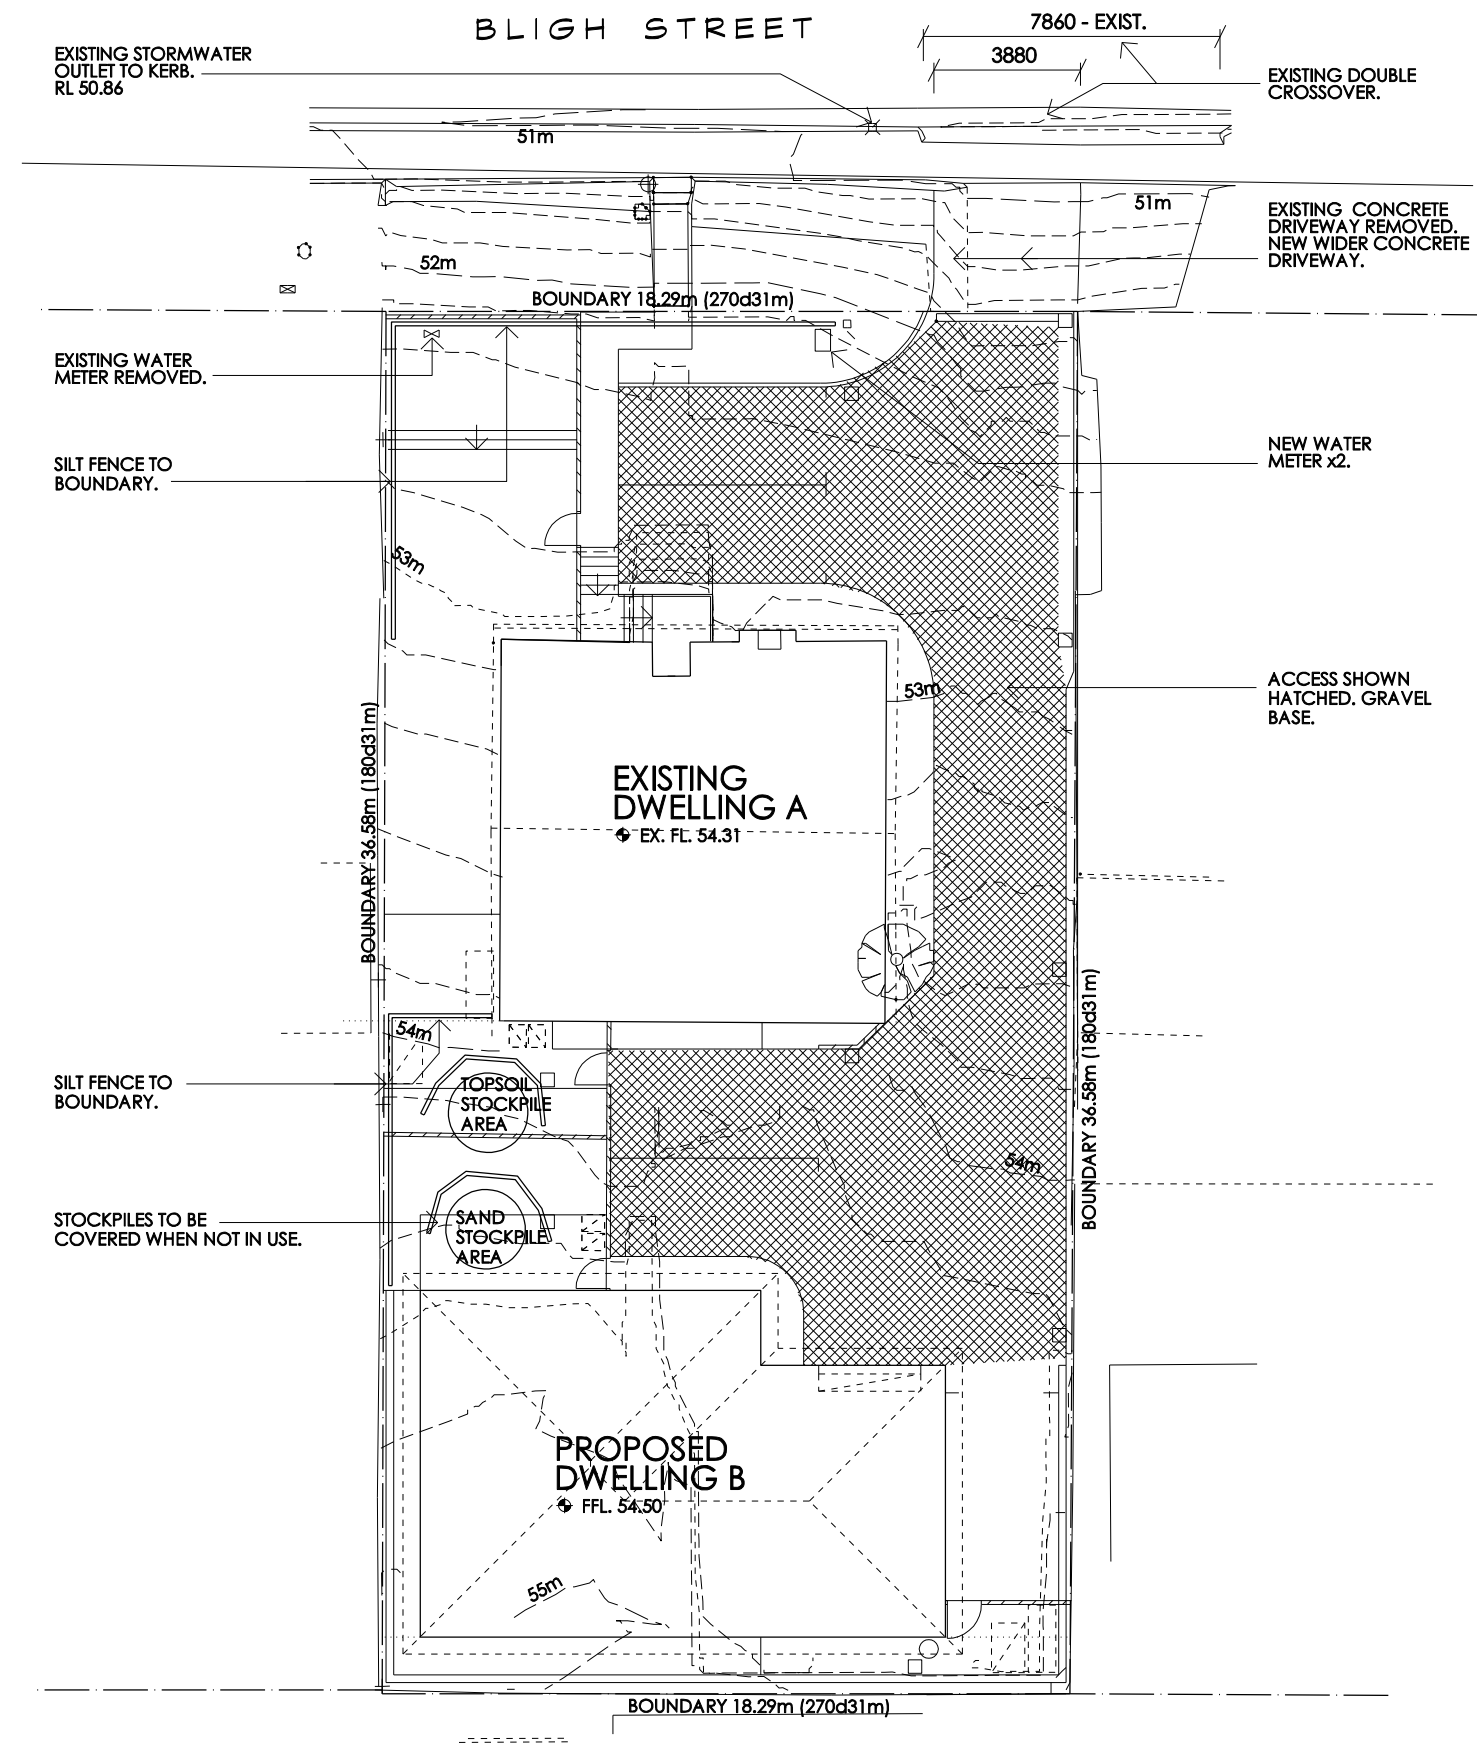 BLIGH STREET
7860 - EXIST.
3880
EXISTING STORMWATER
OUTLET TO KERB.
RL 50.86
EXISTING DOUBLE
CROSSOVER.
51m
51m
EXISTING CONCRETE
DRIVEWAY REMOVED.
NEW WIDER CONCRETE
DRIVEWAY.
52m
BOUNDARY 18.29m (270d31m)
EXISTING WATER
METER REMOVED.
NEW WATER
METER x2.
SILT FENCE TO
BOUNDARY.
53m
53m
ACCESS SHOWN
HATCHED. GRAVEL
BASE.
BOUNDARY 36.58m (180d31m)
EXISTING
DWELLING A
EX. FL. 54.31
54m
BOUNDARY 36.58m (180d31m)
SILT FENCE TO
BOUNDARY.
TOPSOIL
STOCKPILE
AREA
54m
STOCKPILES TO BE
COVERED WHEN NOT IN USE.
SAND
STOCKPILE
AREA
PROPOSED
DWELLING B
FFL. 54.50
55m
BOUNDARY 18.29m (270d31m)